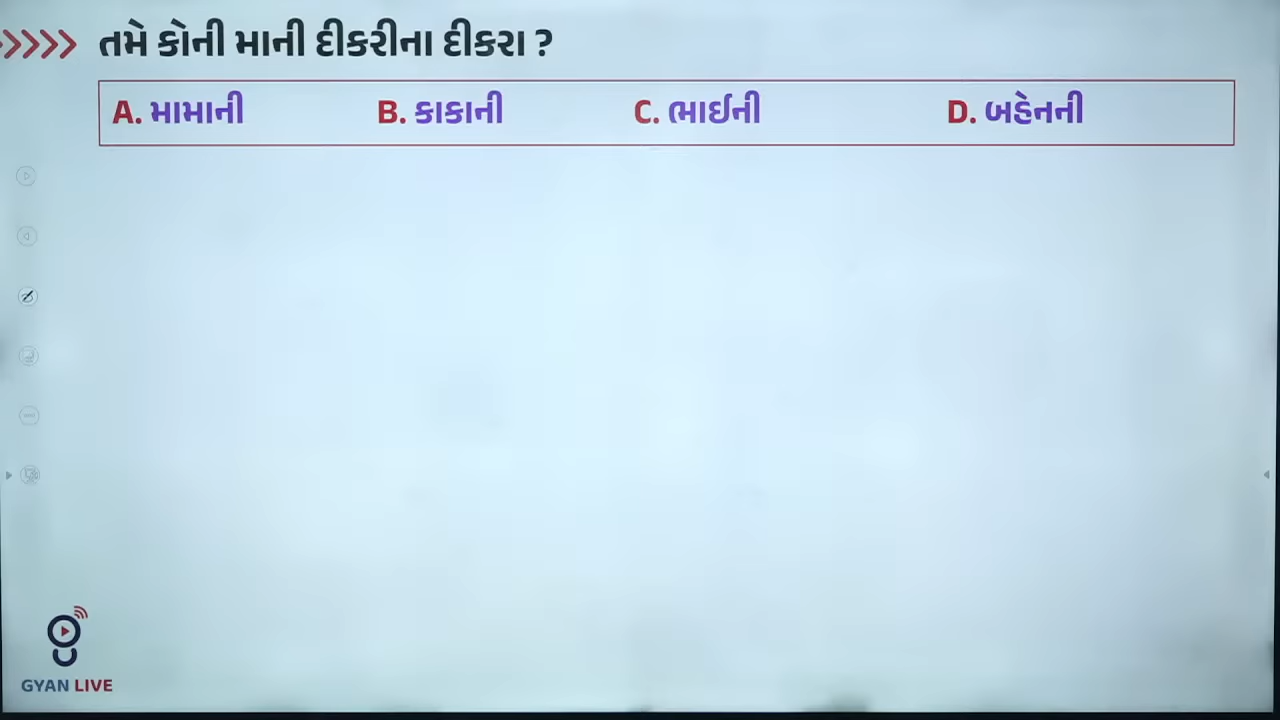 તમે કોની માની દીકરીના દીકરા ?
A. મામાની B. કાકાની C. ભાઈની D. બહેનની
GYAN LIVE